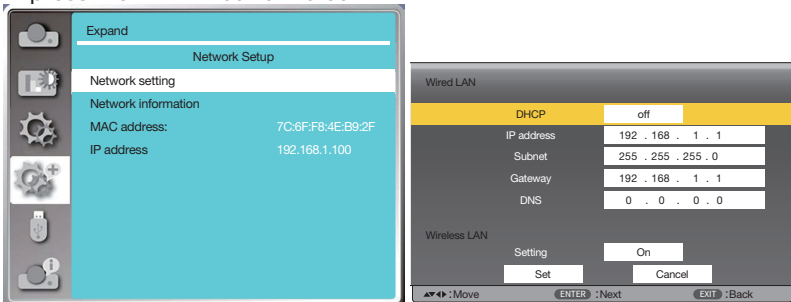 Expand
Network Setup
Network setting
Network information
MAC address: 7C:6F:F8:4E:B9:2F
IP address 192.168.1.100
Wired LAN
DHCP off
IP address 192 . 168 . 1 . 1
Subnet 255 . 255 . 255 . 0
Gateway 192 . 168 . 1 . 1
DNS 0 . 0 . 0 . 0
Wireless LAN
Setting On
Set Cancel
▲▼◀▶ : Move ENTER : Next EXIT : Back